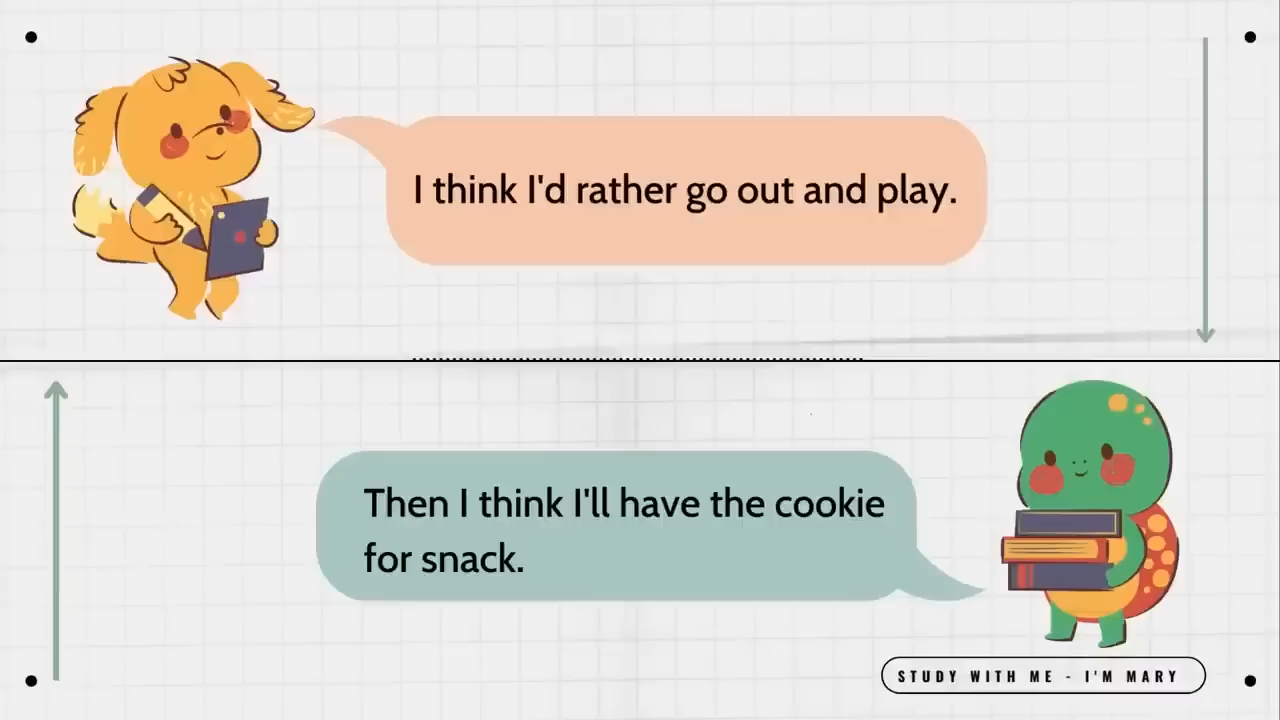 I think I'd rather go out and play.
Then I think I'll have the cookie
for snack.
STUDY WITH ME - I'M MARY